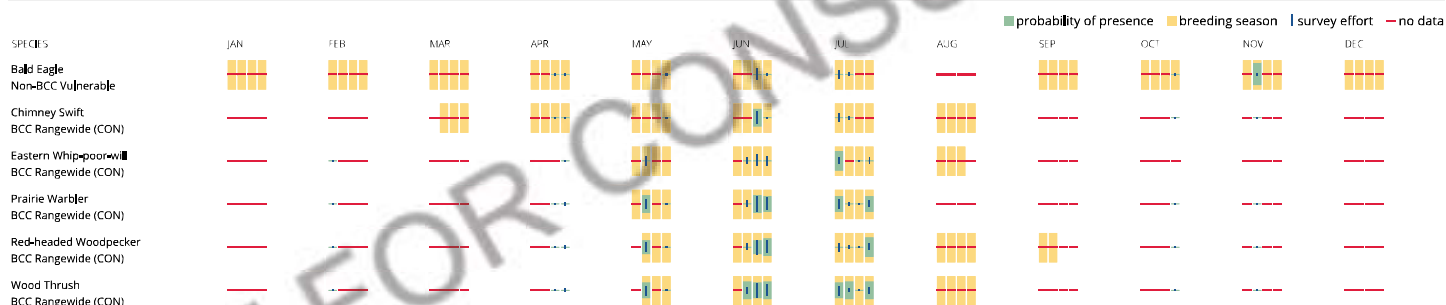 probability of presence breeding season survey effort no data
SPECIES JAN FEB MAR APR MAY JUN JUL AUG SEP OCT NOV DEC
Bald Eagle
Non-BCC Vulnerable
Chimney Swift
BCC Rangewide (CON)
Eastern Whip-poor-will
BCC Rangewide (CON)
Prairie Warbler
BCC Rangewide (CON)
Red-headed Woodpecker
BCC Rangewide (CON)
Wood Thrush
BCC Rangewide (CON)
FOR CONS